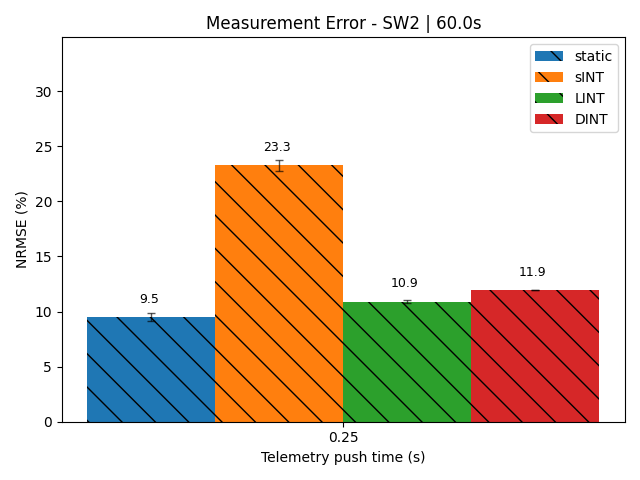 Measurement Error - SW2 | 60.0s
static
sINT
LINT
DINT
NRMSE (%)
30
25
20
15
10
5
0
9.5
23.3
10.9
11.9
0.25
Telemetry push time (s)